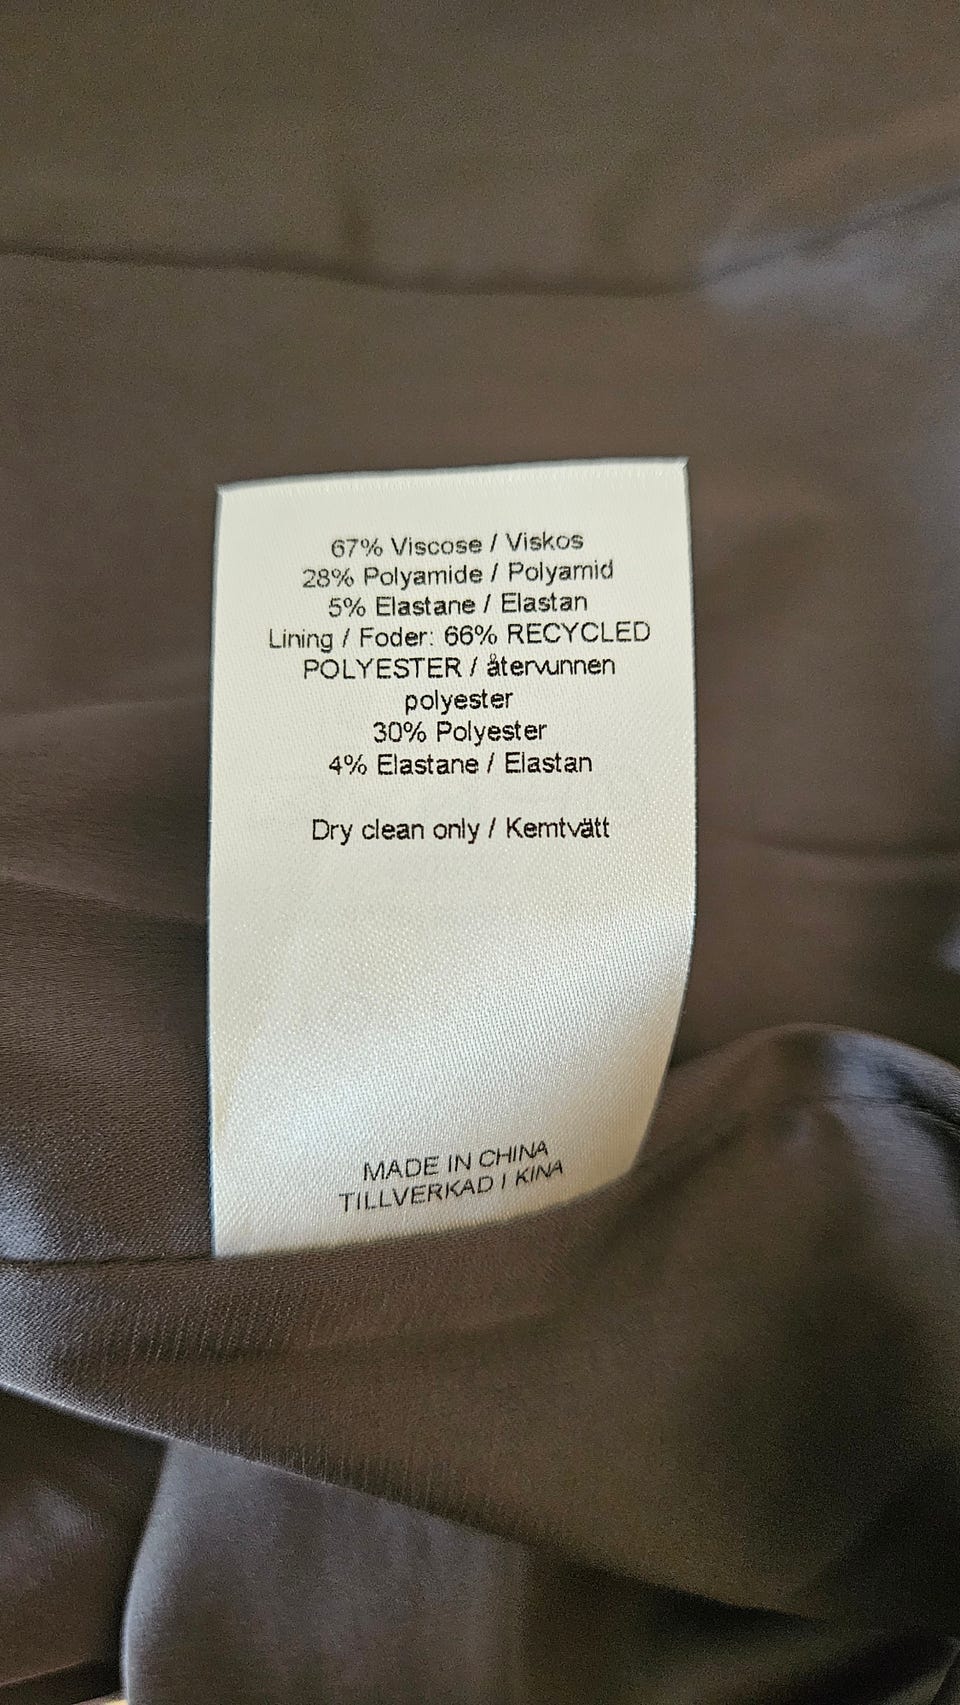 67% Viscose / Viskos
28% Polyamide / Polyamid
5% Elastane / Elastan
Lining / Foder: 66% RECYCLED
POLYESTER / återvunnen
polyester
30% Polyester
4% Elastane / Elastan
Dry clean only / Kemtvätt
MADE IN CHINA
TILLVERKAD I KINA